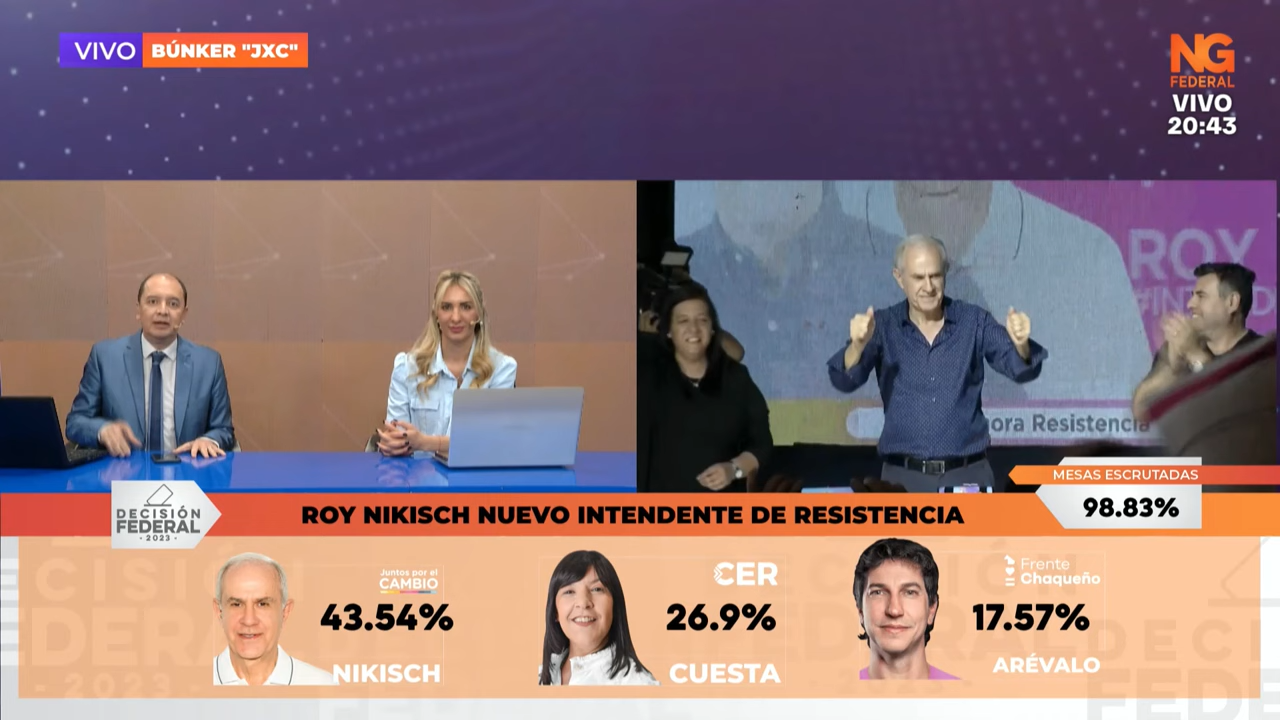 VIVO BÚNKER "JXC"
NG
FEDERAL
VIVO
20:43
ROY
ora Resistencia
MESAS ESCRUTADAS
98.83%
DECISIÓN
FEDERAL
- 2023 -
ROY NIKISCH NUEVO INTENDENTE DE RESISTENCIA
Juntos por el
CAMBIO
43.54%
NIKISCH
CER
26.9%
CUESTA
Frente
Chaqueño
17.57%
ARÉVALO